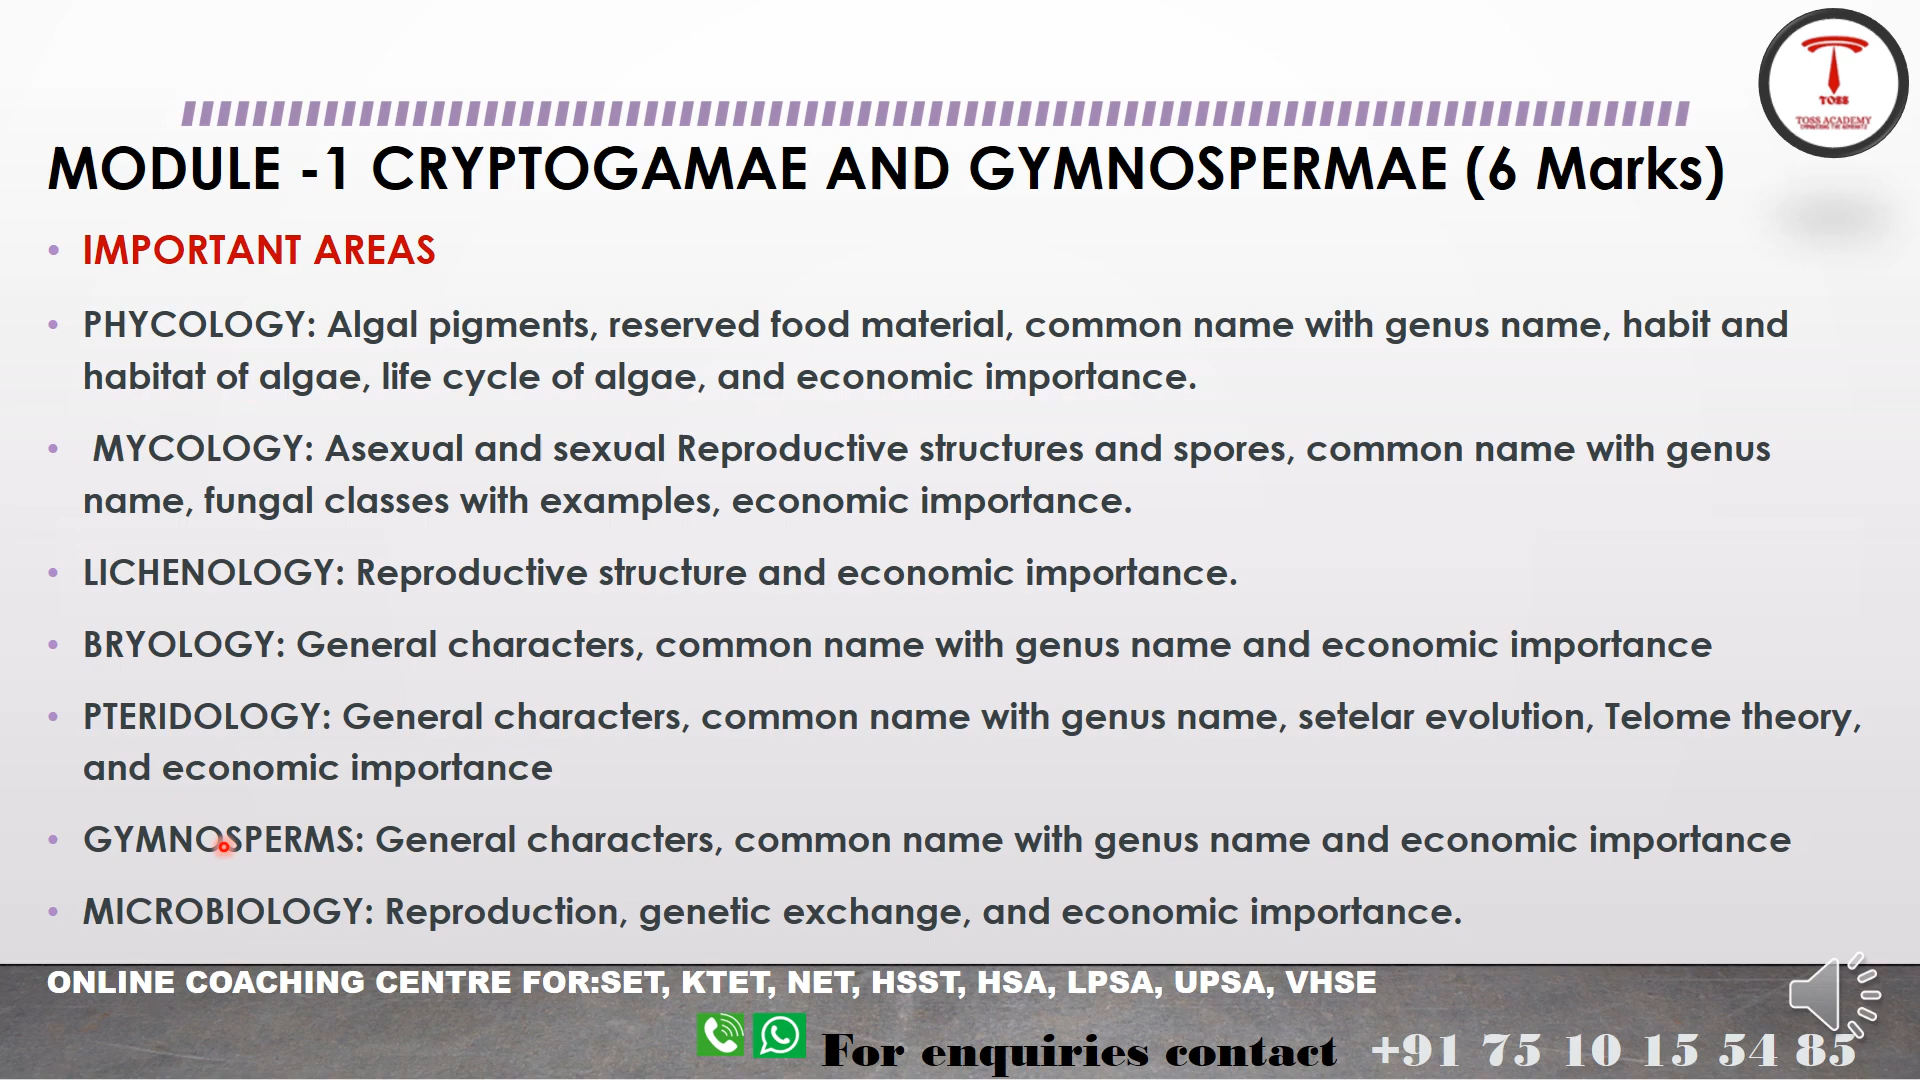 TOSS
TOSS ACADEMY
MODULE -1 CRYPTOGAMAE AND GYMNOSPERMAE (6 Marks)
• IMPORTANT AREAS
• PHYCOLOGY: Algal pigments, reserved food material, common name with genus name, habit and
habitat of algae, life cycle of algae, and economic importance.
• MYCOLOGY: Asexual and sexual Reproductive structures and spores, common name with genus
name, fungal classes with examples, economic importance.
• LICHENOLOGY: Reproductive structure and economic importance.
• BRYOLOGY: General characters, common name with genus name and economic importance
• PTERIDOLOGY: General characters, common name with genus name, setelar evolution, Telome theory,
and economic importance
• GYMNOSPERMS: General characters, common name with genus name and economic importance
• MICROBIOLOGY: Reproduction, genetic exchange, and economic importance.
ONLINE COACHING CENTRE FOR:SET, KTET, NET, HSST, HSA, LPSA, UPSA, VHSE
For enquiries contact +91 75 10 15 54 85